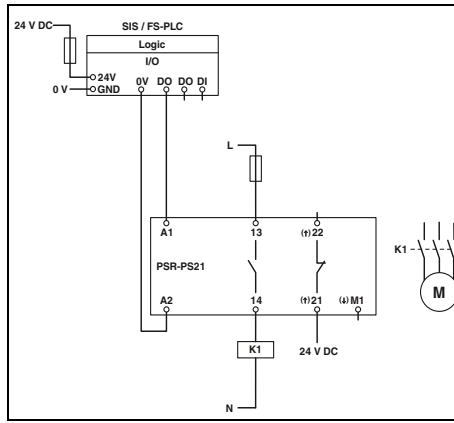 24 V DC
SIS / FS-PLC
Logic
I/O
24V
0V DO DO DI
0 V
GND
L
A1 13 (↑) 22
PSR-PS21
K1
M
A2 14 (↑) 21 (↓) M1
K1
24 V DC
N